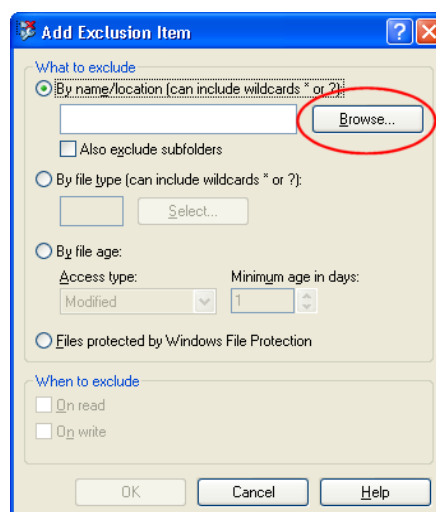 Add Exclusion Item
What to exclude
By name/location (can include wildcards * or ?):
Browse...
Also exclude subfolders
By file type (can include wildcards * or ?):
Select...
By file age:
Access type: Minimum age in days:
Modified 1
Files protected by Windows File Protection
When to exclude
On read
On write
OK Cancel Help